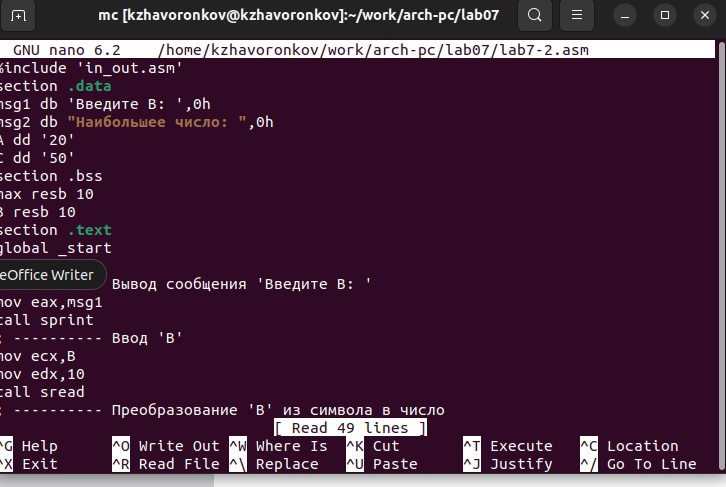 mc [kzhavoronkov@kzhavoronkov]:~/work/arch-pc/lab07
GNU nano 6.2 /home/kzhavoronkov/work/arch-pc/lab07/lab7-2.asm
%include 'in_out.asm'
section .data
msg1 db 'Введите B: ',0h
msg2 db "Наибольшее число: ",0h
A dd '20'
C dd '50'
section .bss
max resb 10
B resb 10
section .text
global _start
eOffice Writer
Вывод сообщения 'Введите B: '
mov eax,msg1
call sprint
; ---------- Ввод 'B'
mov ecx,B
mov edx,10
call sread
; ---------- Преобразование 'B' из символа в число
[ Read 49 lines ]
^G Help ^O Write Out ^W Where Is ^K Cut ^T Execute ^C Location
^X Exit ^R Read File ^\ Replace ^U Paste ^J Justify ^/ Go To Line